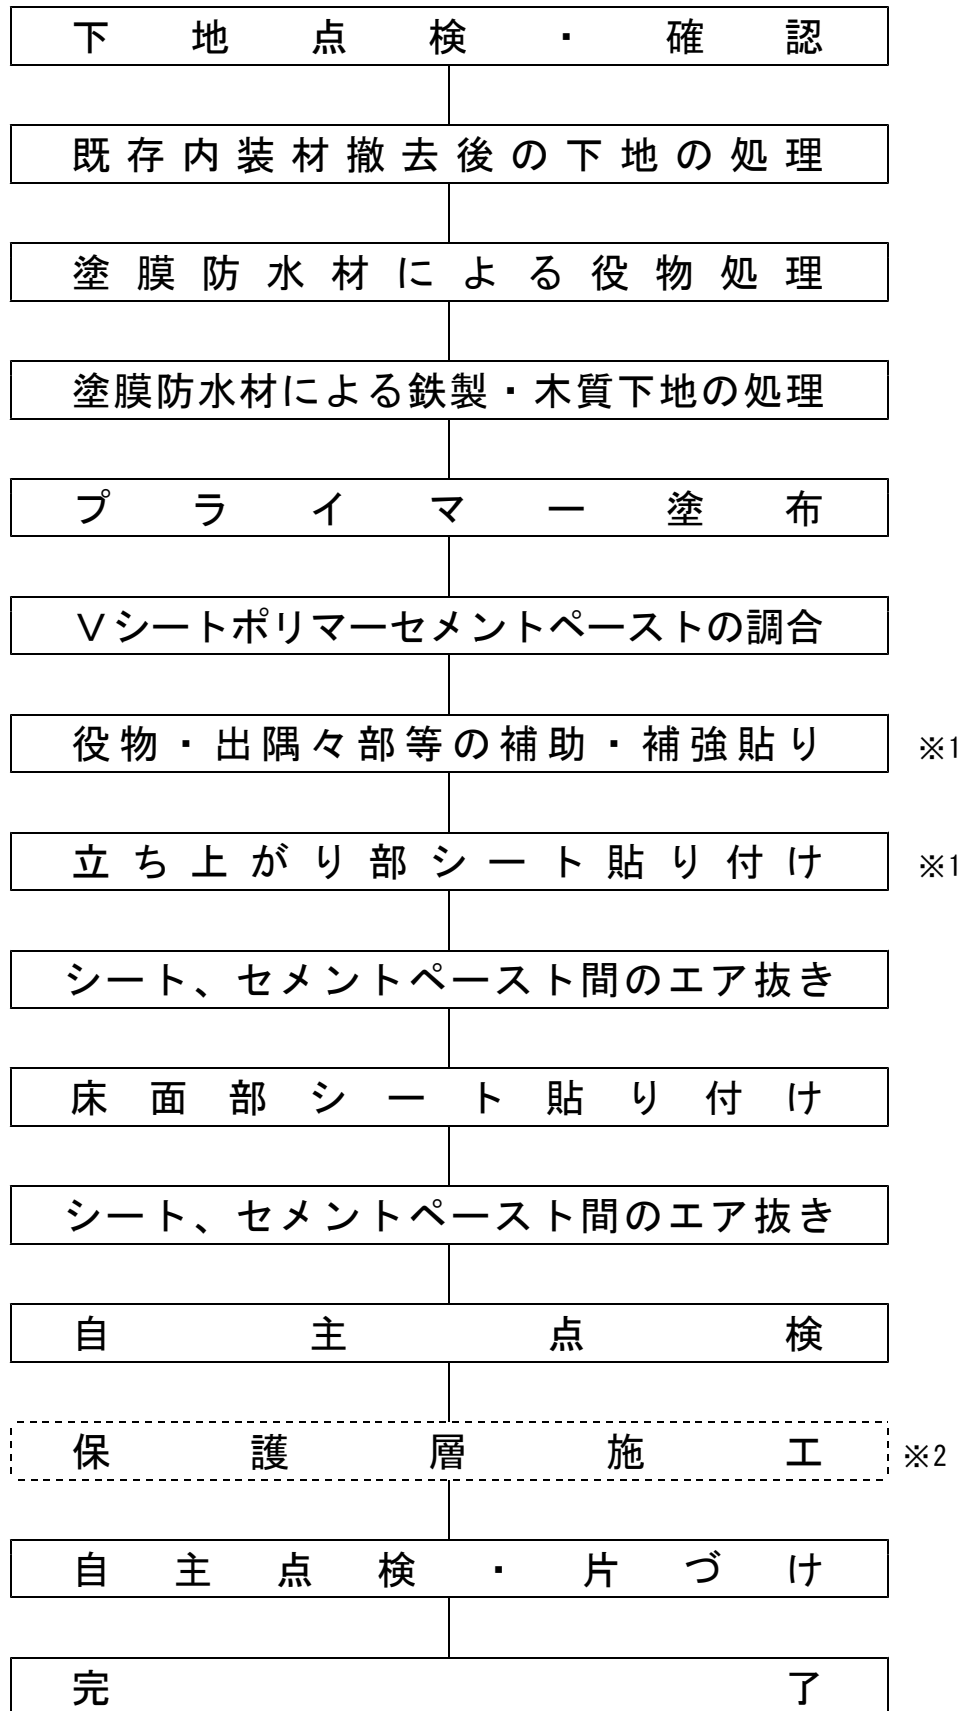 下地点検・確認
既存内装材撤去後の下地の処理
塗膜防水材による役物処理
塗膜防水材による鉄製・木質下地の処理
プライマー塗布
Vシートポリマーセメントペーストの調合
役物・出隅々部等の補助・補強貼り ※1
立ち上がり部シート貼り付け ※1
シート、セメントペースト間のエア抜き
床面部シート貼り付け
シート、セメントペースト間のエア抜き
自主点検
保護層施工 ※2
自主点検・片づけ
完了